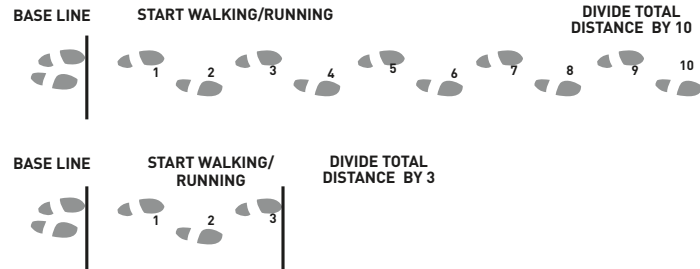 BASE LINE
START WALKING/RUNNING
DIVIDE TOTAL
DISTANCE BY 10
1
2
3
4
5
6
7
8
9
10
BASE LINE
START WALKING/
RUNNING
DIVIDE TOTAL
DISTANCE BY 3
1
2
3